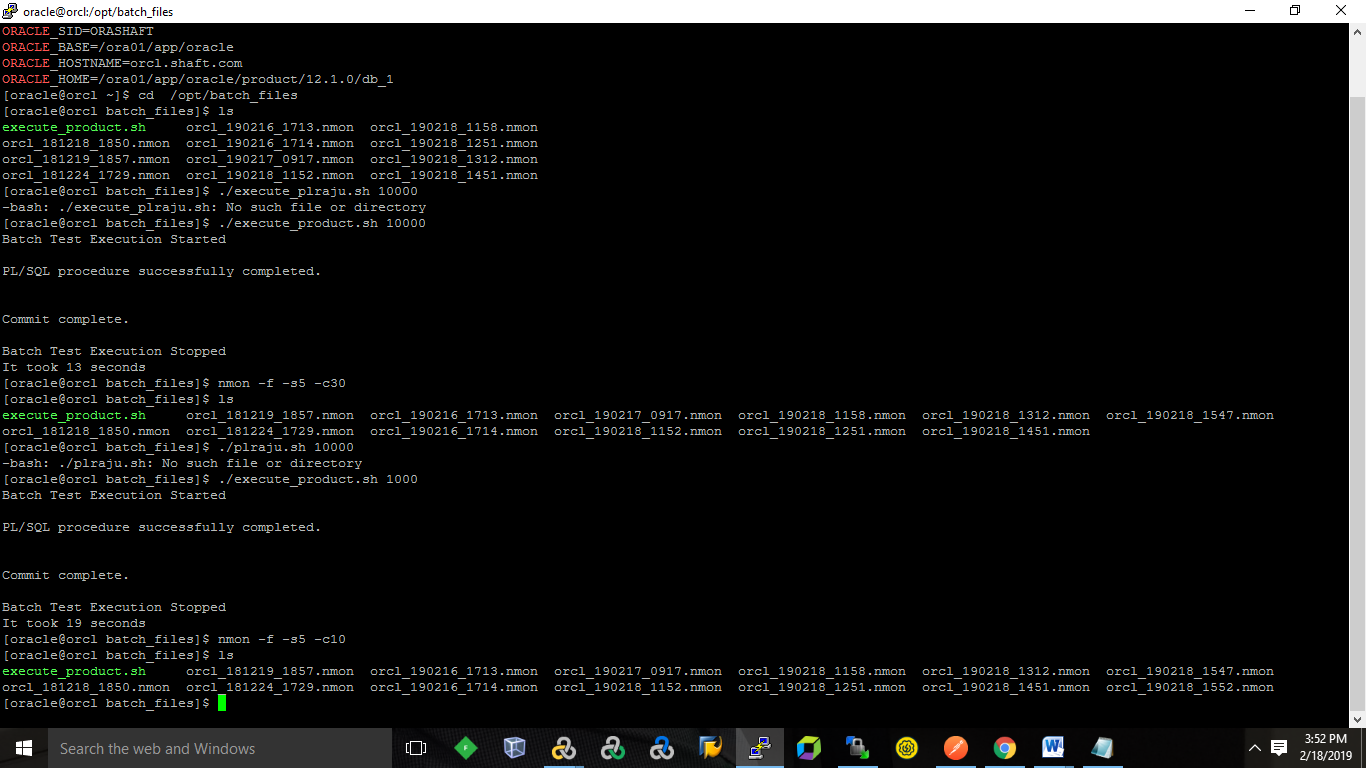 oracle@orcl:/opt/batch_files
ORACLE_SID=ORASHAFT
ORACLE_BASE=/ora01/app/oracle
ORACLE_HOSTNAME=orcl.shaft.com
ORACLE_HOME=/ora01/app/oracle/product/12.1.0/db_1
[oracle@orcl ~]$ cd  /opt/batch_files
[oracle@orcl batch_files]$ ls
execute_product.sh     orcl_190216_1713.nmon  orcl_190218_1158.nmon
orcl_181218_1850.nmon  orcl_190216_1714.nmon  orcl_190218_1251.nmon
orcl_181219_1857.nmon  orcl_190217_0917.nmon  orcl_190218_1312.nmon
orcl_181224_1729.nmon  orcl_190218_1152.nmon  orcl_190218_1451.nmon
[oracle@orcl batch_files]$ ./execute_plraju.sh 10000
-bash: ./execute_plraju.sh: No such file or directory
[oracle@orcl batch_files]$ ./execute_product.sh 10000
Batch Test Execution Started
PL/SQL procedure successfully completed.
Commit complete.
Batch Test Execution Stopped
It took 13 seconds
[oracle@orcl batch_files]$ nmon -f -s5 -c30
[oracle@orcl batch_files]$ ls
execute_product.sh     orcl_181219_1857.nmon  orcl_190216_1713.nmon  orcl_190217_0917.nmon  orcl_190218_1158.nmon  orcl_190218_1312.nmon  orcl_190218_1547.nmon
orcl_181218_1850.nmon  orcl_181224_1729.nmon  orcl_190216_1714.nmon  orcl_190218_1152.nmon  orcl_190218_1251.nmon  orcl_190218_1451.nmon
[oracle@orcl batch_files]$ ./plraju.sh 10000
-bash: ./plraju.sh: No such file or directory
[oracle@orcl batch_files]$ ./execute_product.sh 1000
Batch Test Execution Started
PL/SQL procedure successfully completed.
Commit complete.
Batch Test Execution Stopped
It took 19 seconds
[oracle@orcl batch_files]$ nmon -f -s5 -c10
[oracle@orcl batch_files]$ ls
execute_product.sh     orcl_181219_1857.nmon  orcl_190216_1713.nmon  orcl_190217_0917.nmon  orcl_190218_1158.nmon  orcl_190218_1312.nmon  orcl_190218_1547.nmon
orcl_181218_1850.nmon  orcl_181224_1729.nmon  orcl_190216_1714.nmon  orcl_190218_1152.nmon  orcl_190218_1251.nmon  orcl_190218_1451.nmon  orcl_190218_1552.nmon
[oracle@orcl batch_files]$
Search the web and Windows
3:52 PM
2/18/2019